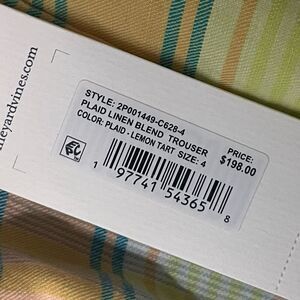 eyardvines.com
STYLE: 2P001449-C628-4
PLAID LINEN BLEND TROUSER
COLOR: PLAID - LEMON TART SIZE: 4
PRICE:
$198.00
1 97741 54365 8